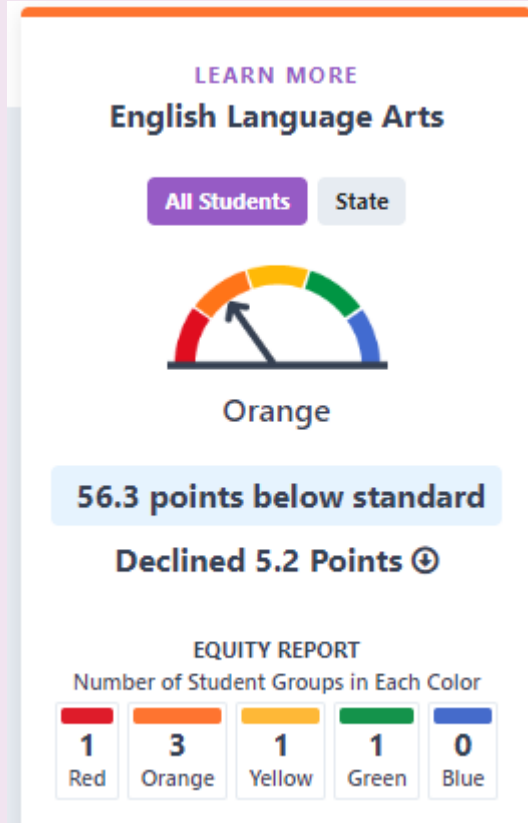 LEARN MORE
English Language Arts
All Students State
Orange
56.3 points below standard
Declined 5.2 Points
EQUITY REPORT
Number of Student Groups in Each Color
1 3 1 1 0
Red Orange Yellow Green Blue